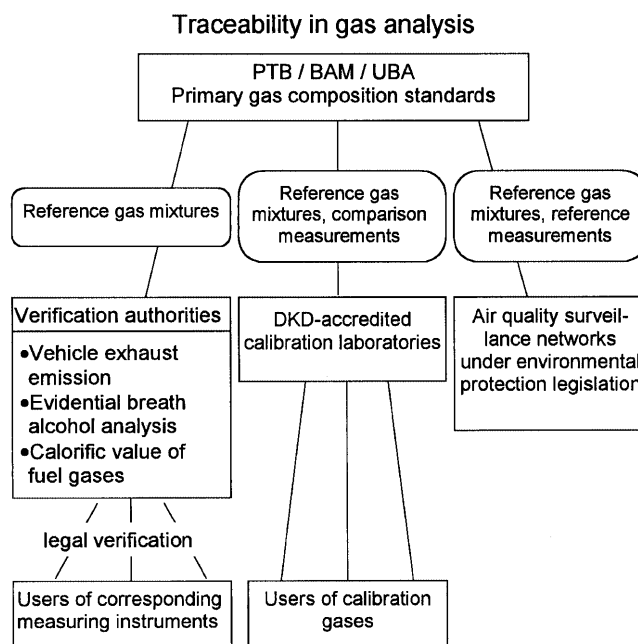 Traceability in gas analysis
PTB / BAM / UBA
Primary gas composition standards
Reference gas mixtures
Reference gas
mixtures, comparison
measurements
Reference gas
mixtures, reference
measurements
Verification authorities
•Vehicle exhaust
emission
•Evidential breath
alcohol analysis
•Calorific value of
fuel gases
DKD-accredited
calibration laboratories
Air quality surveil-
lance networks
under environmental
protection legislation
legal verification
Users of corresponding
measuring instruments
Users of calibration
gases